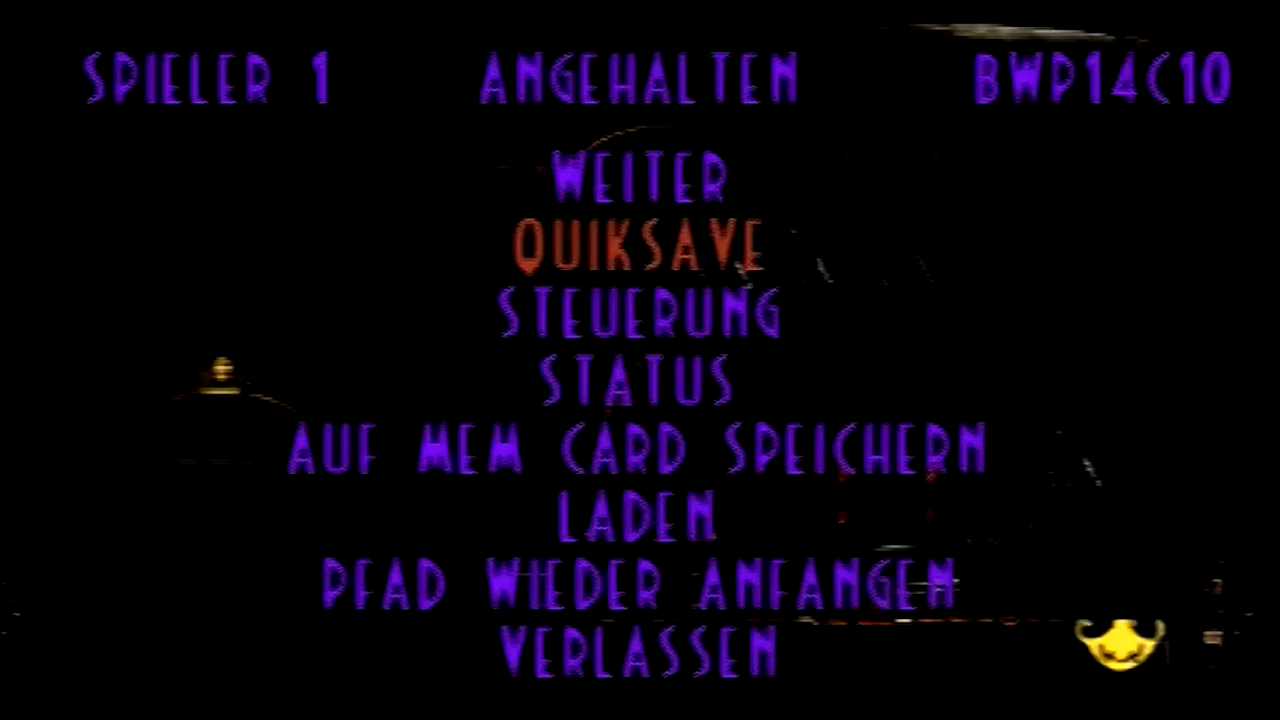 SPIELER 1 ANGEHALTEN BWP14C10
WEITER
QUIKSAVE
STEUERUNG
STATUS
AUF MEM CARD SPEICHERN
LADEN
PFAD WIEDER ANFANGEN
VERLASSEN